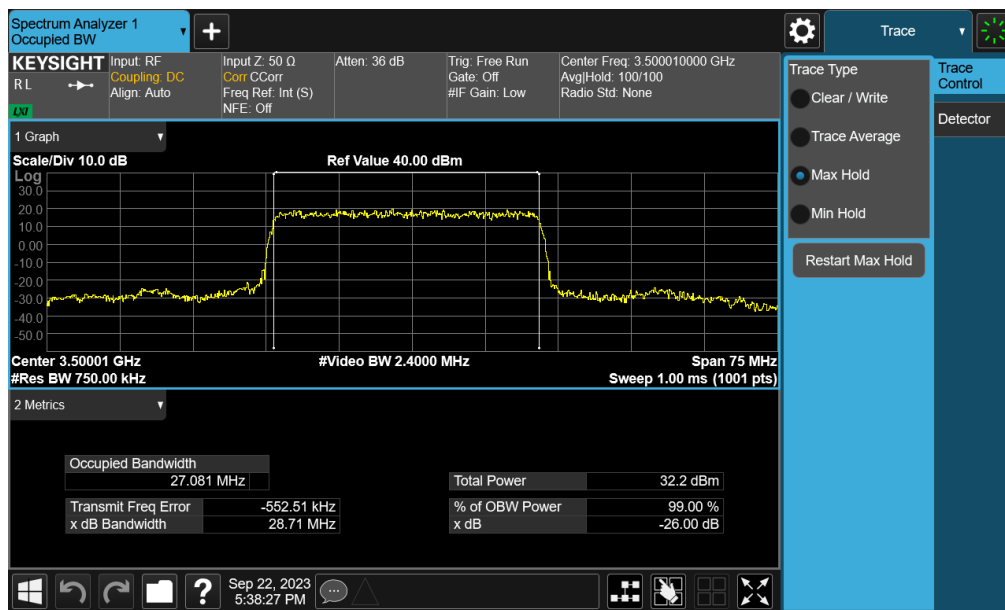 Spectrum Analyzer 1
Occupied BW
+
Trace
KEYSIGHT
R L
LXI
Input: RF
Coupling: DC
Align: Auto
Input Z: 50 Ω
Corr CCorr
Freq Ref: Int (S)
NFE: Off
Atten: 36 dB
Trig: Free Run
Gate: Off
#IF Gain: Low
Center Freq: 3.500010000 GHz
Avg|Hold: 100/100
Radio Std: None
Trace Type
Clear / Write
Trace Average
Max Hold
Min Hold
Restart Max Hold
Trace
Control
Detector
1 Graph
Scale/Div 10.0 dB
Ref Value 40.00 dBm
Log
30.0
20.0
10.0
0.00
-10.0
-20.0
-30.0
-40.0
-50.0
Center 3.50001 GHz
#Video BW 2.4000 MHz
Span 75 MHz
#Res BW 750.00 kHz
Sweep 1.00 ms (1001 pts)
2 Metrics
Occupied Bandwidth
27.081 MHz
Total Power 32.2 dBm
Transmit Freq Error -552.51 kHz
% of OBW Power 99.00 %
x dB Bandwidth 28.71 MHz
x dB -26.00 dB
?
Sep 22, 2023
5:38:27 PM